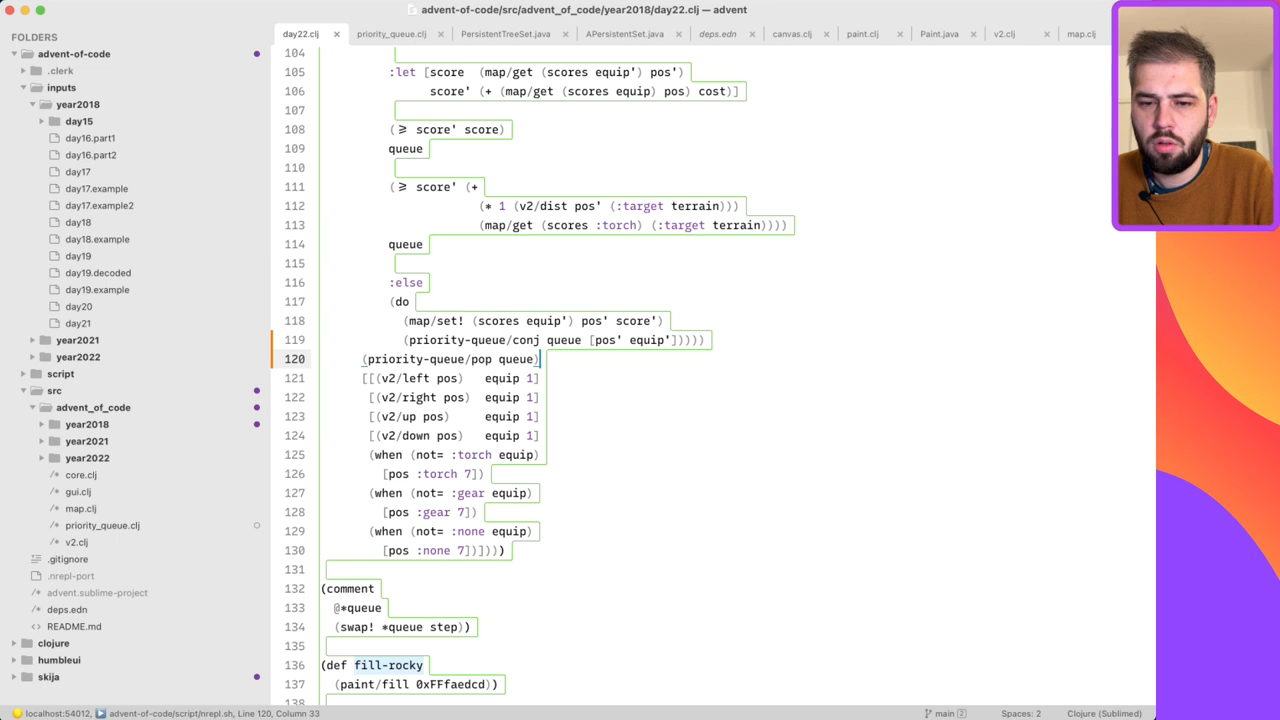 advent-of-code/src/advent_of_code/year2018/day22.clj — advent
FOLDERS
advent-of-code
.clerk
inputs
year2018
day15
day16.part1
day16.part2
day17
day17.example
day17.example2
day18
day18.example
day19
day19.decoded
day19.example
day20
day21
year2021
year2022
script
src
advent_of_code
year2018
year2021
year2022
core.clj
gui.clj
map.clj
priority_queue.clj
v2.clj
.gitignore
.nrepl-port
advent.sublime-project
deps.edn
README.md
clojure
humbleui
skija
day22.clj × priority_queue.clj × PersistentTreeSet.java × APersistentSet.java × deps.edn × canvas.clj × paint.clj × Paint.java × v2.clj × map.clj
104
105 :let [score (map/get (scores equip') pos')
106 score' (+ (map/get (scores equip) pos) cost)]
107
108 (≥ score' score)
109 queue
110
111 (≥ score' (+
112 (* 1 (v2/dist pos' (:target terrain)))
113 (map/get (scores :torch) (:target terrain))))
114 queue
115
116 :else
117 (do
118 (map/set! (scores equip') pos' score')
119 (priority-queue/conj queue [pos' equip']))))
120 (priority-queue/pop queue)
121 [[(v2/left pos) equip 1]
122 [(v2/right pos) equip 1]
123 [(v2/up pos) equip 1]
124 [(v2/down pos) equip 1]
125 (when (not= :torch equip)
126 [pos :torch 7])
127 (when (not= :gear equip)
128 [pos :gear 7])
129 (when (not= :none equip)
130 [pos :none 7])])))
131
132 (comment
133 @*queue
134 (swap! *queue step))
135
136 (def fill-rocky
137 (paint/fill 0xFFfaedcd))
138
localhost:54012, advent-of-code/script/nrepl.sh, Line 120, Column 33
main 2
Spaces: 2
Clojure (Sublimed)